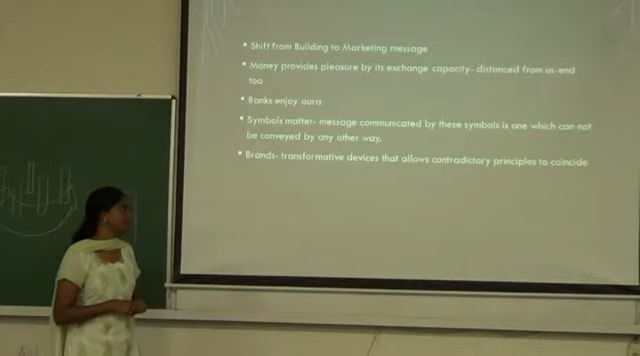 • Shift from Building to Marketing message
• Money provides pleasure by its exchange capacity- distanced from us-end
too
• Banks enjoy aura
• Symbols matter- message communicated by these symbols is one which can not
be conveyed by any other way.
• Brands- transformative devices that allows contradictory principles to coincide